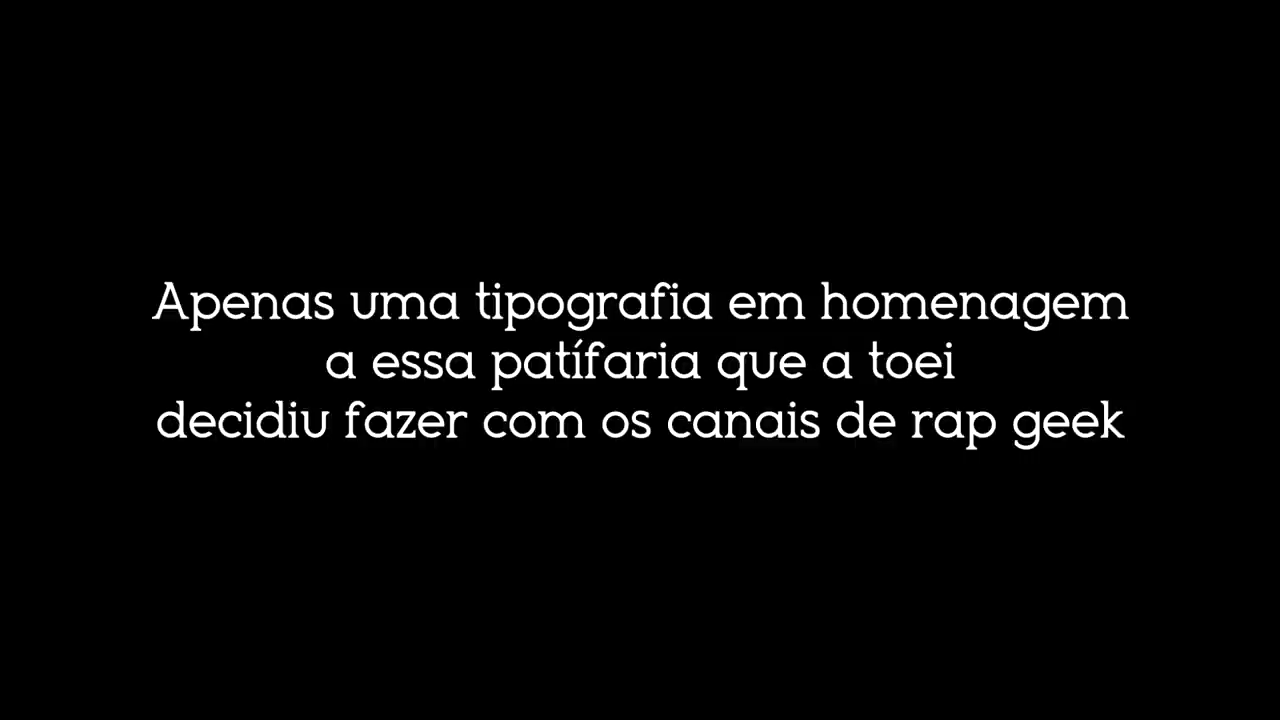 Apenas uma tipografia em homenagem
a essa patífaria que a toei
decidiu fazer com os canais de rap geek